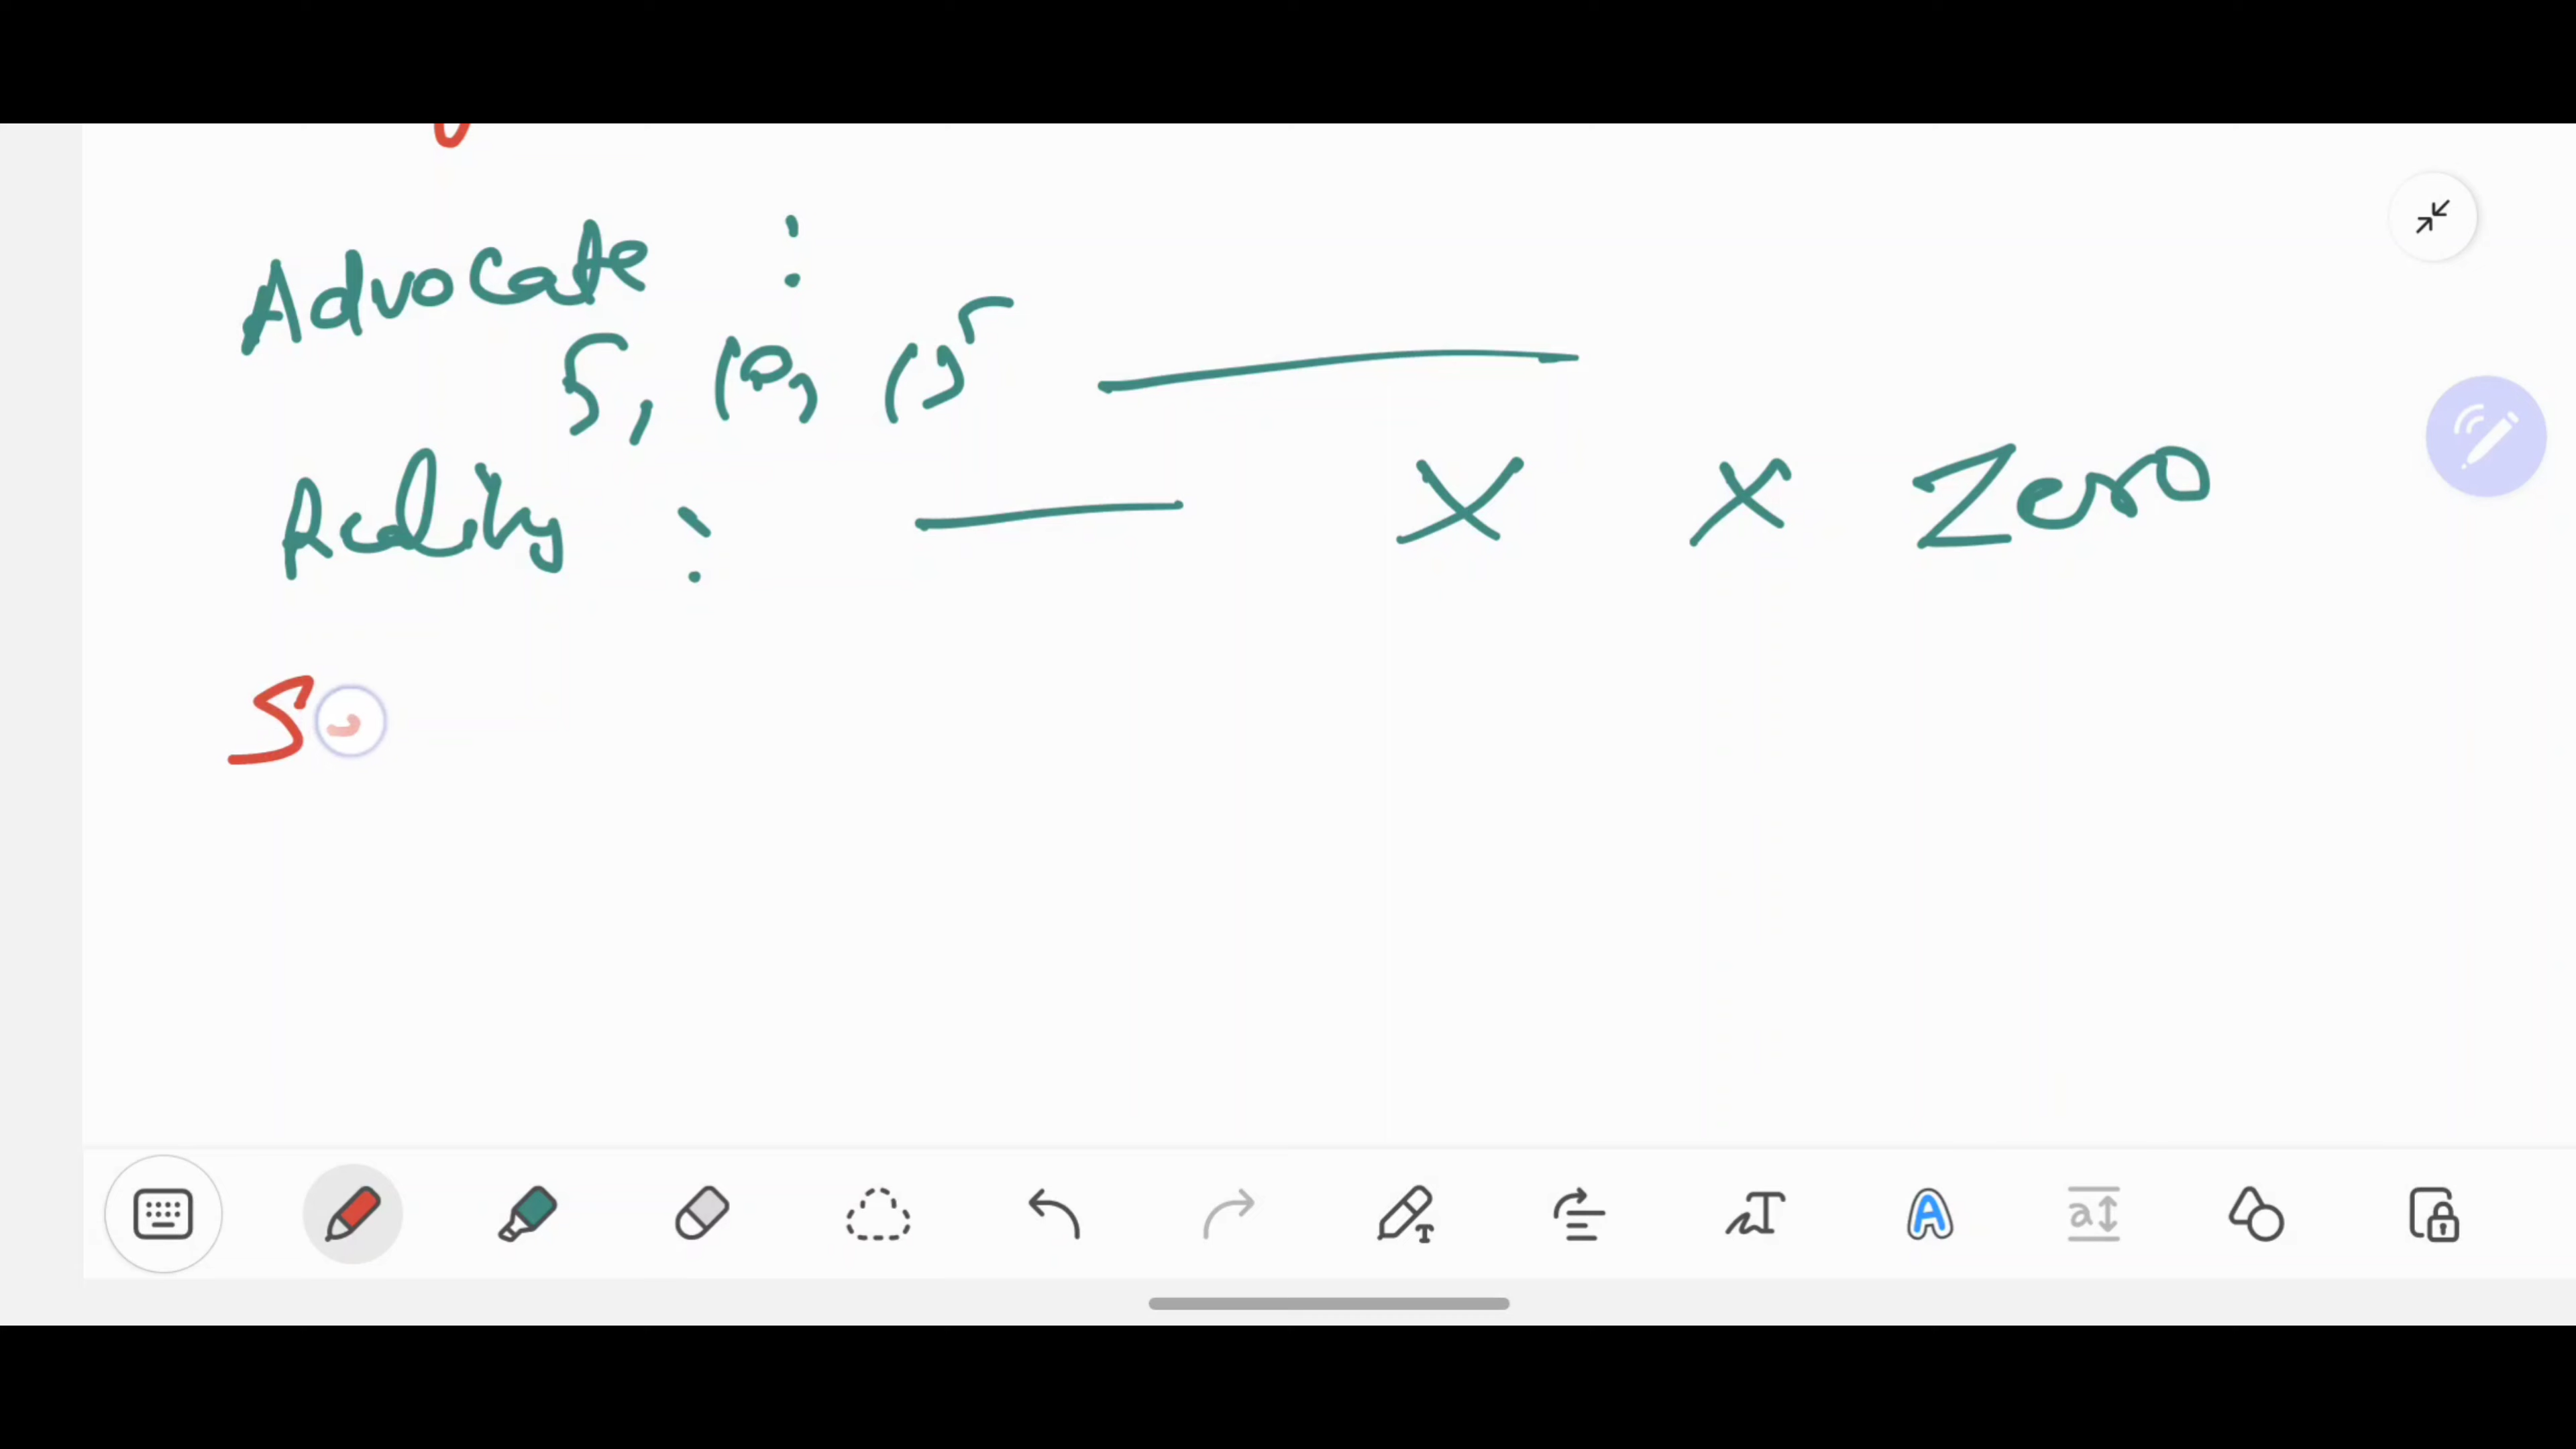 Advocate :
5, 10, 15 ———
Reality : —— X X Zero
S